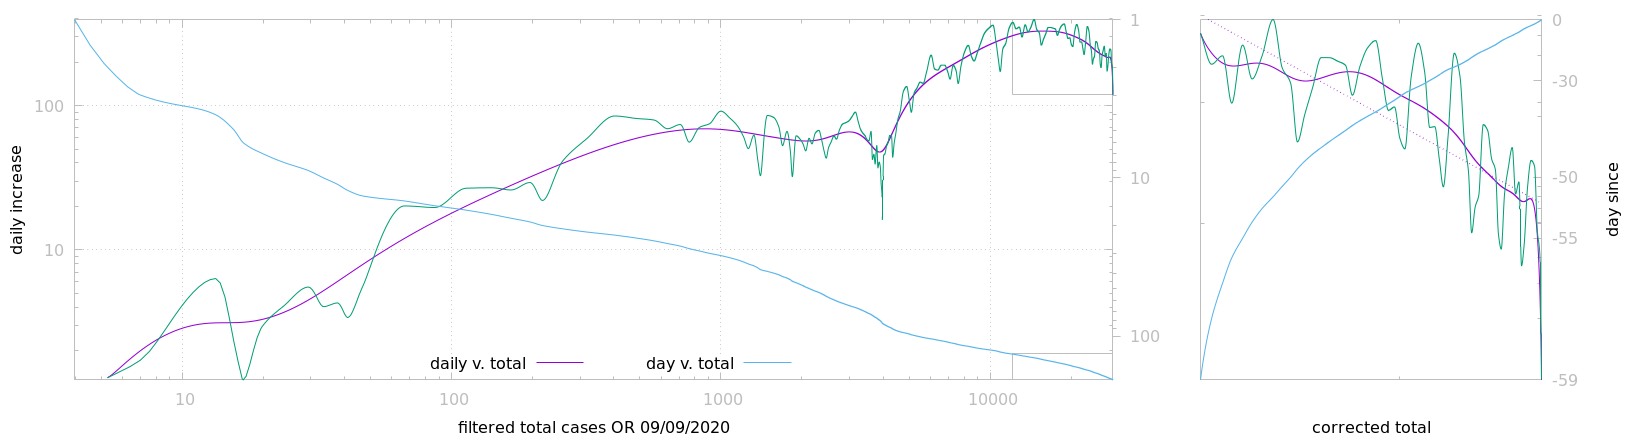 daily increase
100
10
daily v. total
day v. total
10
100
1000
10000
filtered total cases OR 09/09/2020
1
10
100
0
-30
-50
-55
-59
day since
corrected total